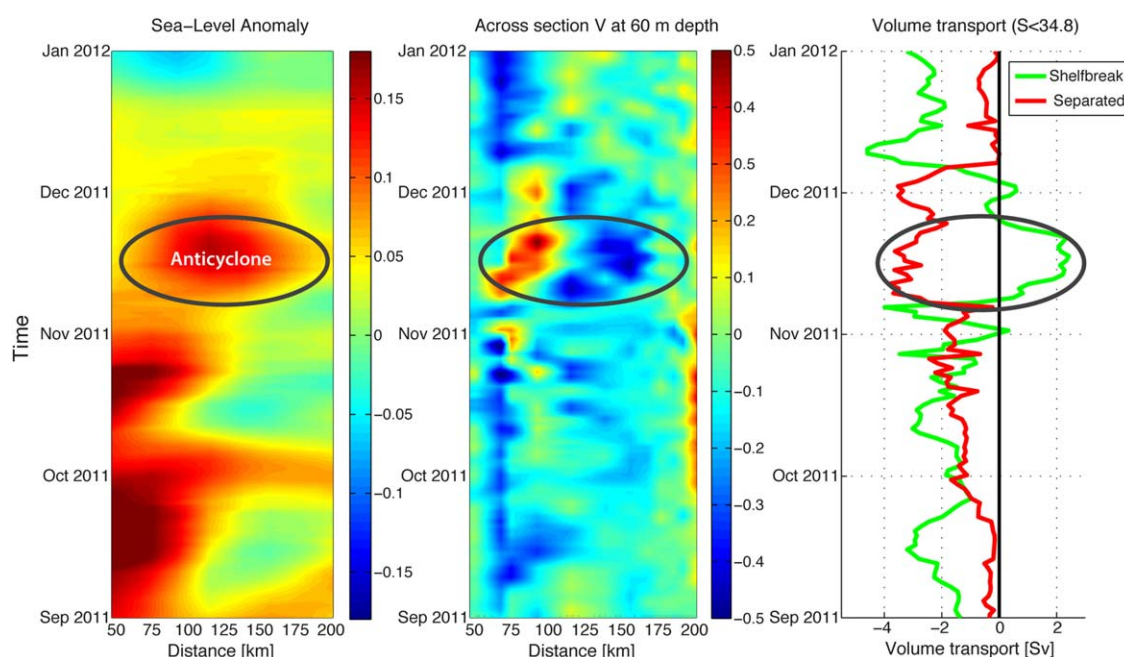 Sea-Level Anomaly
Across section V at 60 m depth
Volume transport (S<34.8)
Time
Jan 2012
Dec 2011
Nov 2011
Oct 2011
Sep 2011
Anticyclone
50 75 100 125 150 175 200
Distance [km]
0.15
0.1
0.05
0
−0.05
−0.1
−0.15
Jan 2012
Dec 2011
Nov 2011
Oct 2011
Sep 2011
50 75 100 125 150 175 200
Distance [km]
0.5
0.4
0.5
0.2
0.1
0
−0.1
−0.2
−0.3
−0.4
−0.5
Jan 2012
Dec 2011
Nov 2011
Oct 2011
Sep 2011
Shelfbreak
Separated
−4 −2 0 2
Volume transport [Sv]